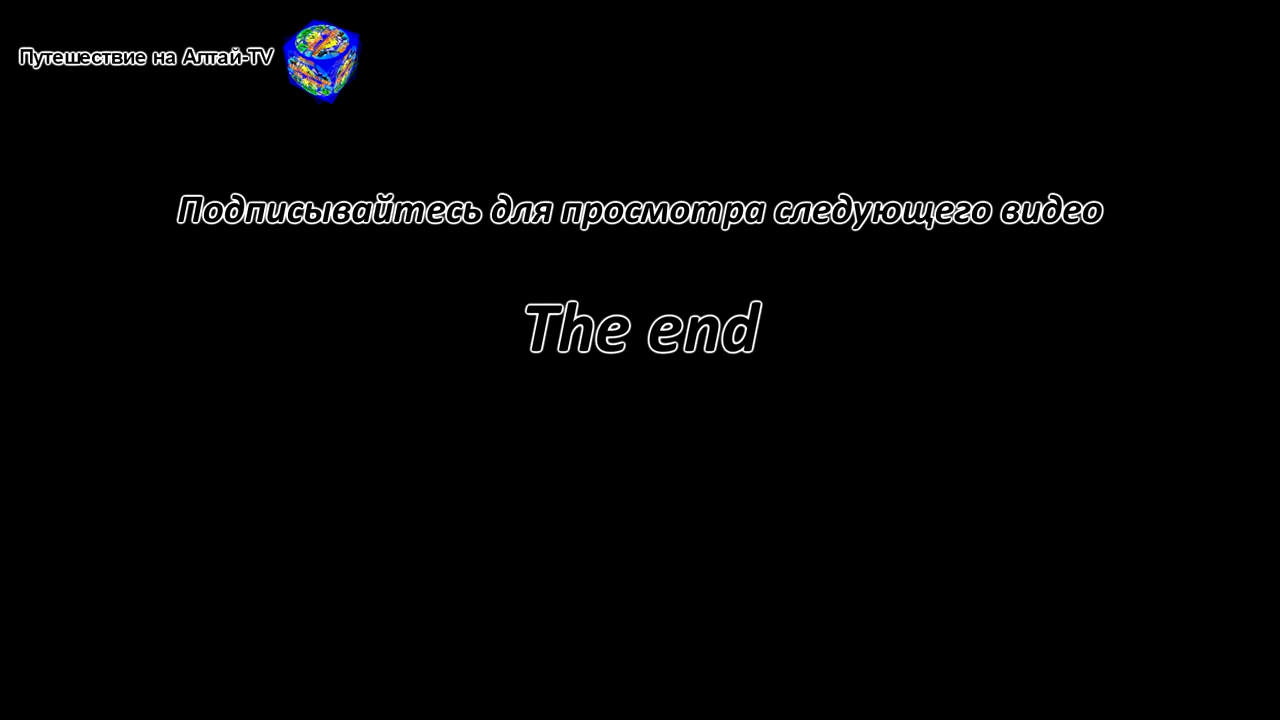 Путешествие на Алтай-TV
Подписывайтесь для просмотра следующего видео
The end